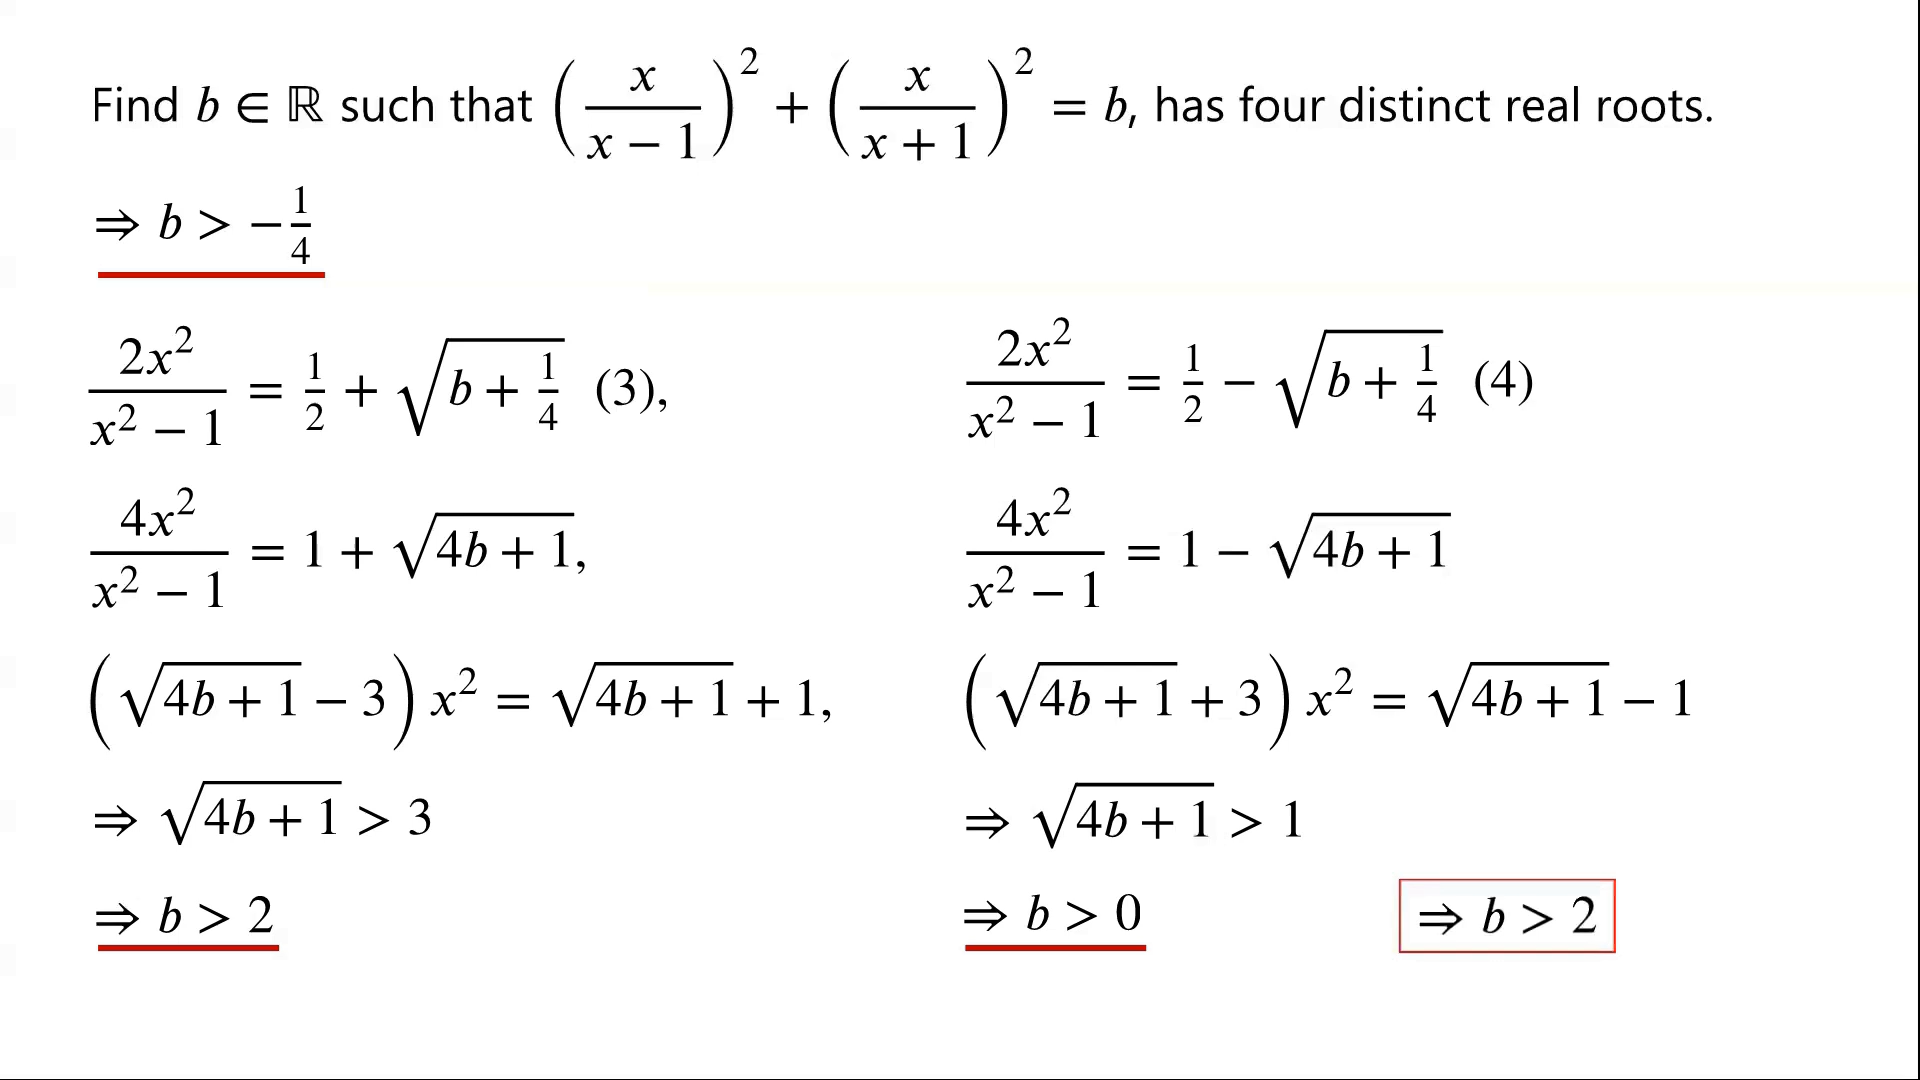 Find b ∈ ℝ such that (x/(x − 1))² + (x/(x + 1))² = b, has four distinct real roots.
⇒ b > −1/4
2x²/(x² − 1) = 1/2 + √(b + 1/4) (3), 2x²/(x² − 1) = 1/2 − √(b + 1/4) (4)
4x²/(x² − 1) = 1 + √(4b + 1), 4x²/(x² − 1) = 1 − √(4b + 1)
(√(4b + 1) − 3) x² = √(4b + 1) + 1, (√(4b + 1) + 3) x² = √(4b + 1) − 1
⇒ √(4b + 1) > 3 ⇒ √(4b + 1) > 1
⇒ b > 2 ⇒ b > 0 ⇒ b > 2